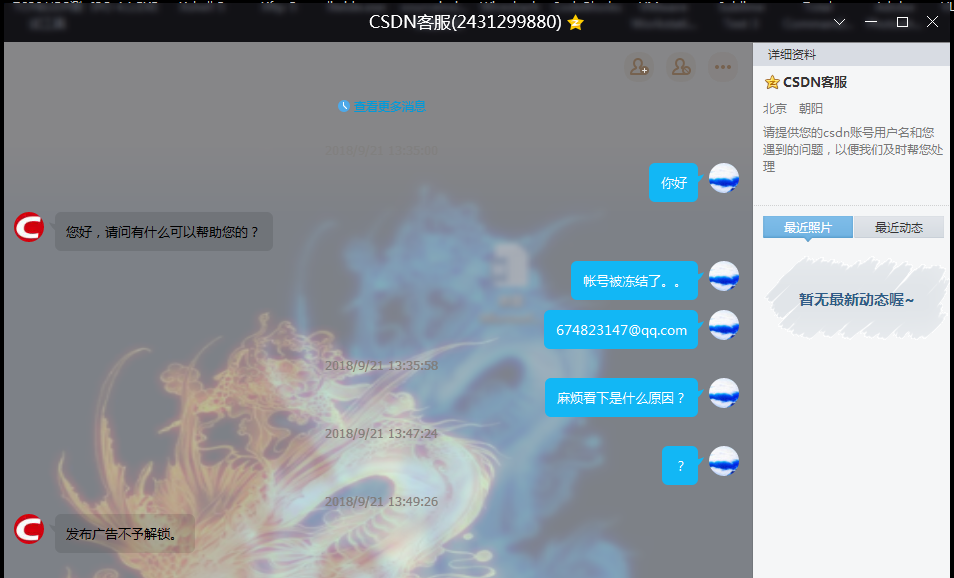 CSDN客服(2431299880)
详细资料
CSDN客服
北京 朝阳
请提供您的csdn账号用户名和您
遇到的问题，以便我们及时帮您处
理
最近照片 最近动态
暂无最新动态喔~
查看更多消息
2018/9/21 13:35:00
你好
您好，请问有什么可以帮助您的？
帐号被冻结了。。
674823147@qq.com
2018/9/21 13:35:58
麻烦看下是什么原因？
2018/9/21 13:47:24
？
2018/9/21 13:49:26
发布广告不予解锁。